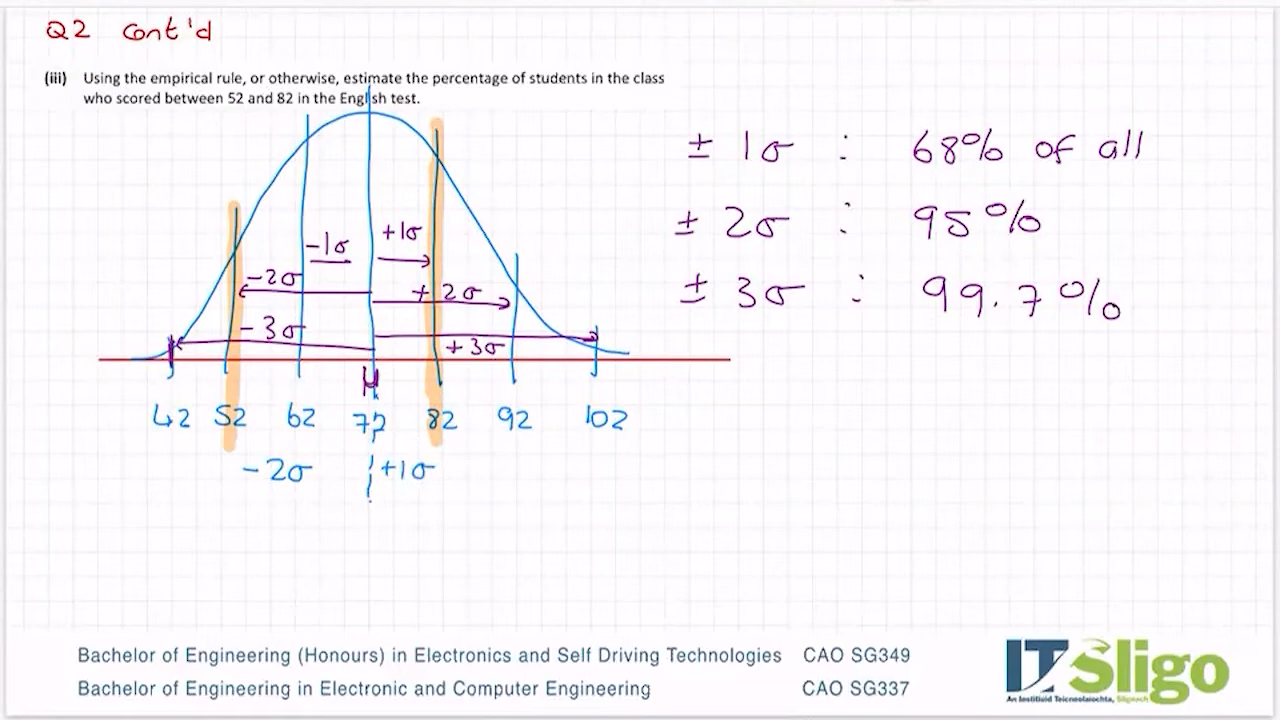 Q2 Cont'd
(iii) Using the empirical rule, or otherwise, estimate the percentage of students in the class
who scored between 52 and 82 in the English test.
± 1σ : 68% of all
± 2σ : 95%
± 3σ : 99.7%
-1σ +1σ
-2σ +2σ
-3σ +3σ
μ
42 52 62 72 82 92 102
-2σ +1σ
Bachelor of Engineering (Honours) in Electronics and Self Driving Technologies CAO SG349
Bachelor of Engineering in Electronic and Computer Engineering CAO SG337
IT Sligo
An Institiúid Teicneolaíochta, Sligeach